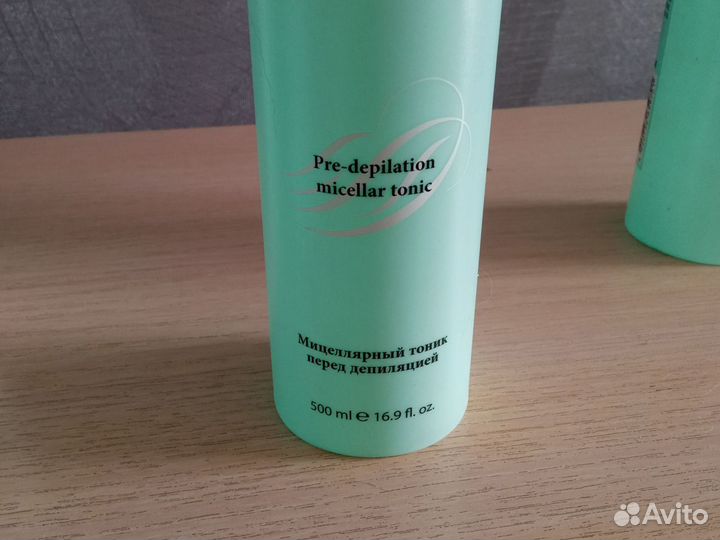 Pre-depilation
micellar tonic
Мицеллярный тоник
перед депиляцией
500 ml ℮ 16.9 fl. oz.
Avito